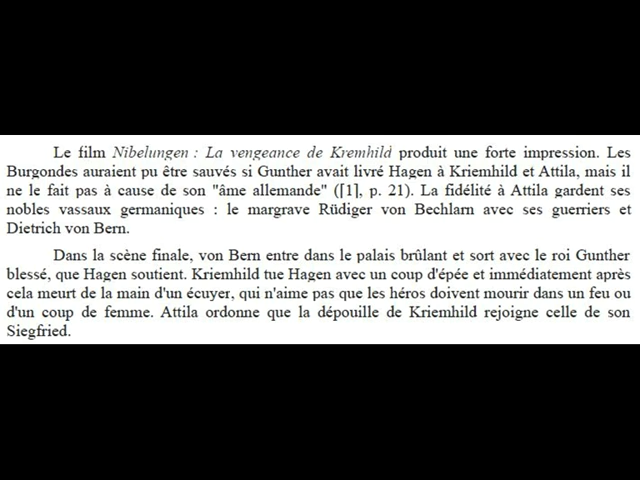 Le film Nibelungen : La vengeance de Kremhild produit une forte impression. Les
Burgondes auraient pu être sauvés si Gunther avait livré Hagen à Kriemhild et Attila, mais il
ne le fait pas à cause de son "âme allemande" ([1], p. 21). La fidélité à Attila gardent ses
nobles vassaux germaniques : le margrave Rüdiger von Bechlarn avec ses guerriers et
Dietrich von Bern.
Dans la scène finale, von Bern entre dans le palais brûlant et sort avec le roi Gunther
blessé, que Hagen soutient. Kriemhild tue Hagen avec un coup d'épée et immédiatement après
cela meurt de la main d'un écuyer, qui n'aime pas que les héros doivent mourir dans un feu ou
d'un coup de femme. Attila ordonne que la dépouille de Kriemhild rejoigne celle de son
Siegfried.